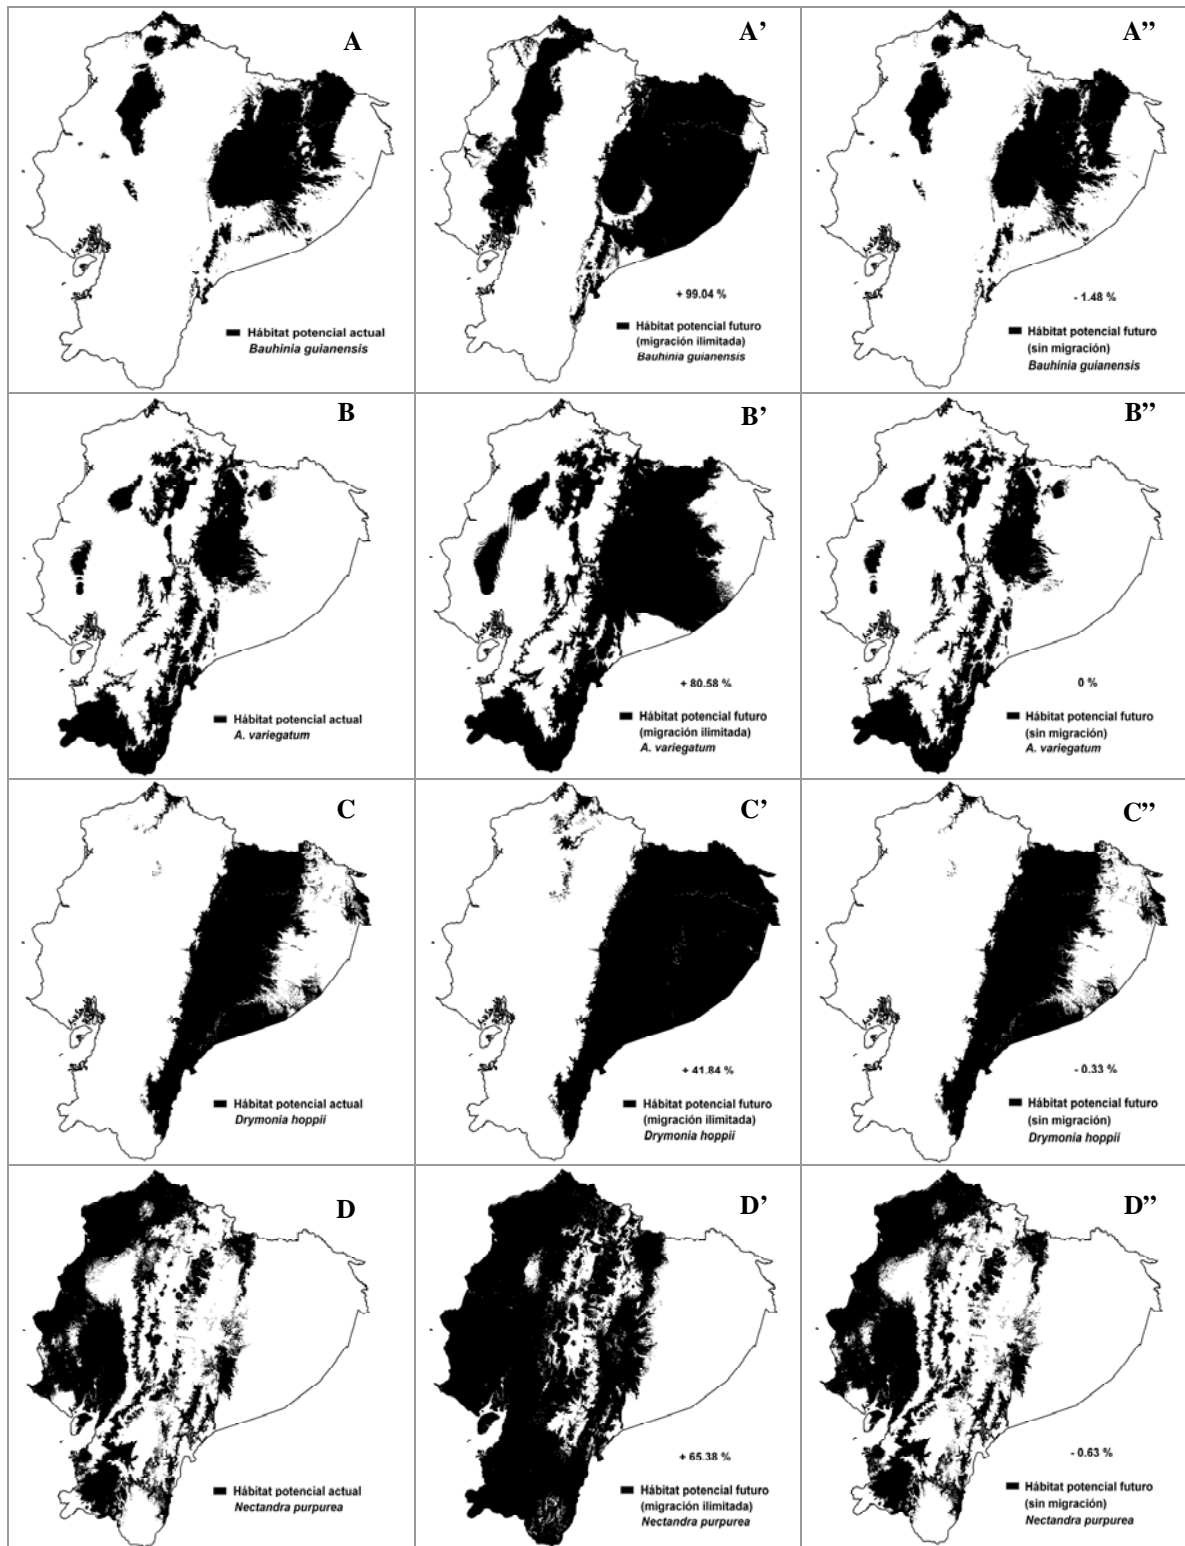 A
Hábitat potencial actual
Bauhinia guianensis
A’
+ 99.04 %
Hábitat potencial futuro
(migración ilimitada)
Bauhinia guianensis
A’’
- 1.48 %
Hábitat potencial futuro
(sin migración)
Bauhinia guianensis
B
Hábitat potencial actual
A. variegatum
B’
+ 80.58 %
Hábitat potencial futuro
(migración ilimitada)
A. variegatum
B’’
0 %
Hábitat potencial futuro
(sin migración)
A. variegatum
C
Hábitat potencial actual
Drymonia hoppii
C’
+ 41.84 %
Hábitat potencial futuro
(migración ilimitada)
Drymonia hoppii
C’’
- 0.33 %
Hábitat potencial futuro
(sin migración)
Drymonia hoppii
D
Hábitat potencial actual
Nectandra purpurea
D’
+ 65.38 %
Hábitat potencial futuro
(migración ilimitada)
Nectandra purpurea
D’’
- 0.63 %
Hábitat potencial futuro
(sin migración)
Nectandra purpurea